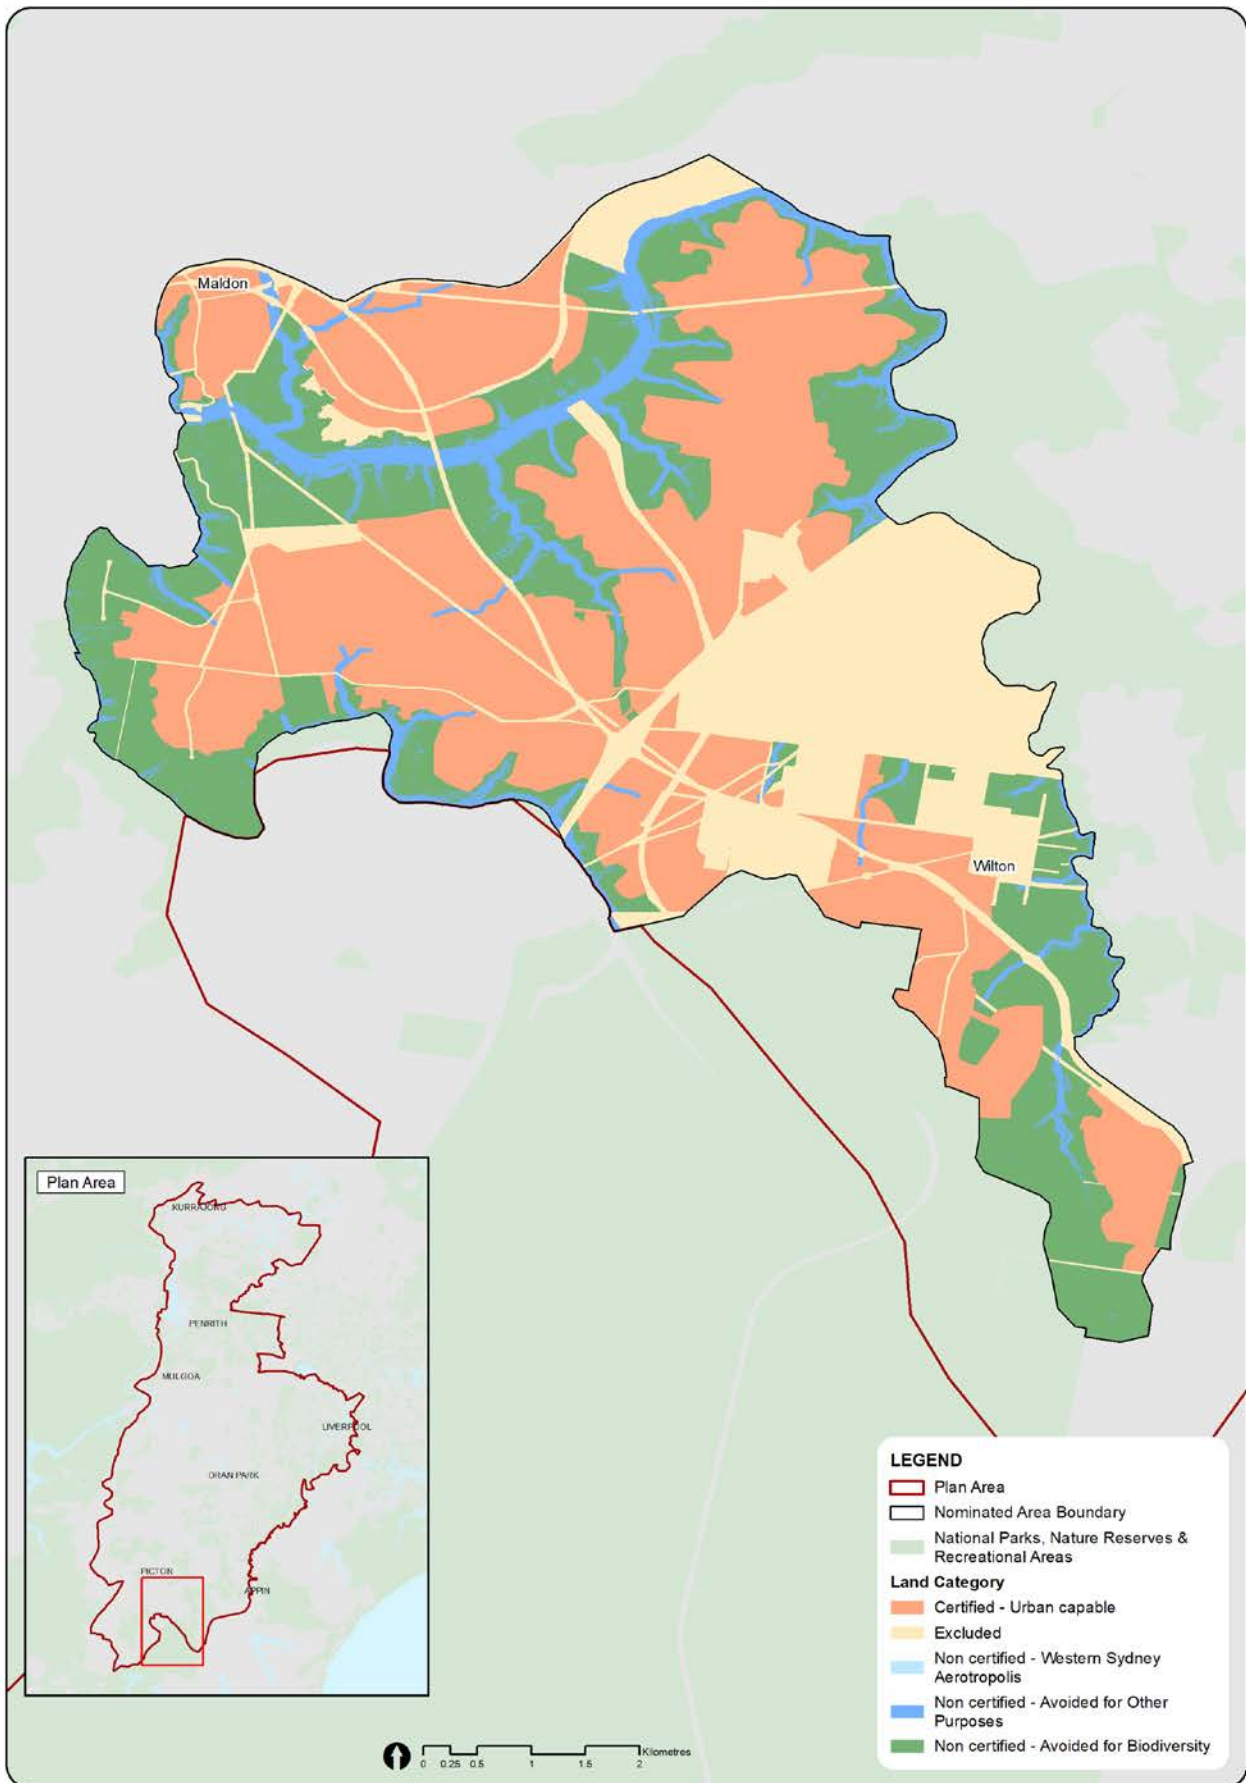 Maldon
Wilton
Plan Area
KURRAJONG
PENRITH
MULGOA
LIVERPOOL
ORAN PARK
PICTON
APPIN
LEGEND
Plan Area
Nominated Area Boundary
National Parks, Nature Reserves &
Recreational Areas
Land Category
Certified - Urban capable
Excluded
Non certified - Western Sydney
Aerotropolis
Non certified - Avoided for Other
Purposes
Non certified - Avoided for Biodiversity
Kilometres
0 0.25 0.5 1 1.5 2